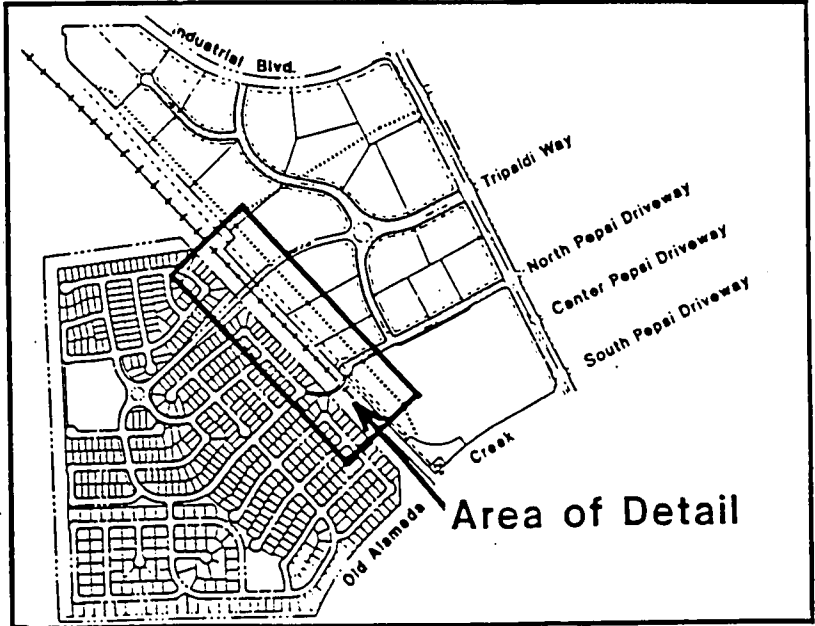 Industrial Blvd.
Tripaldi Way
North Pepsi Driveway
Center Pepsi Driveway
South Pepsi Driveway
Creek
Old Alameda
Area of Detail